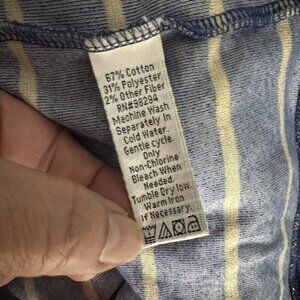 67% Cotton
31% Polyester
2% Other Fiber
RN#98294
Machine Wash
Separately In
Cold Water.
Gentle cycle.
Only
Non-Chlorine
Bleach When
Needed.
Tumble Dry low.
Warm Iron
If Necessary.